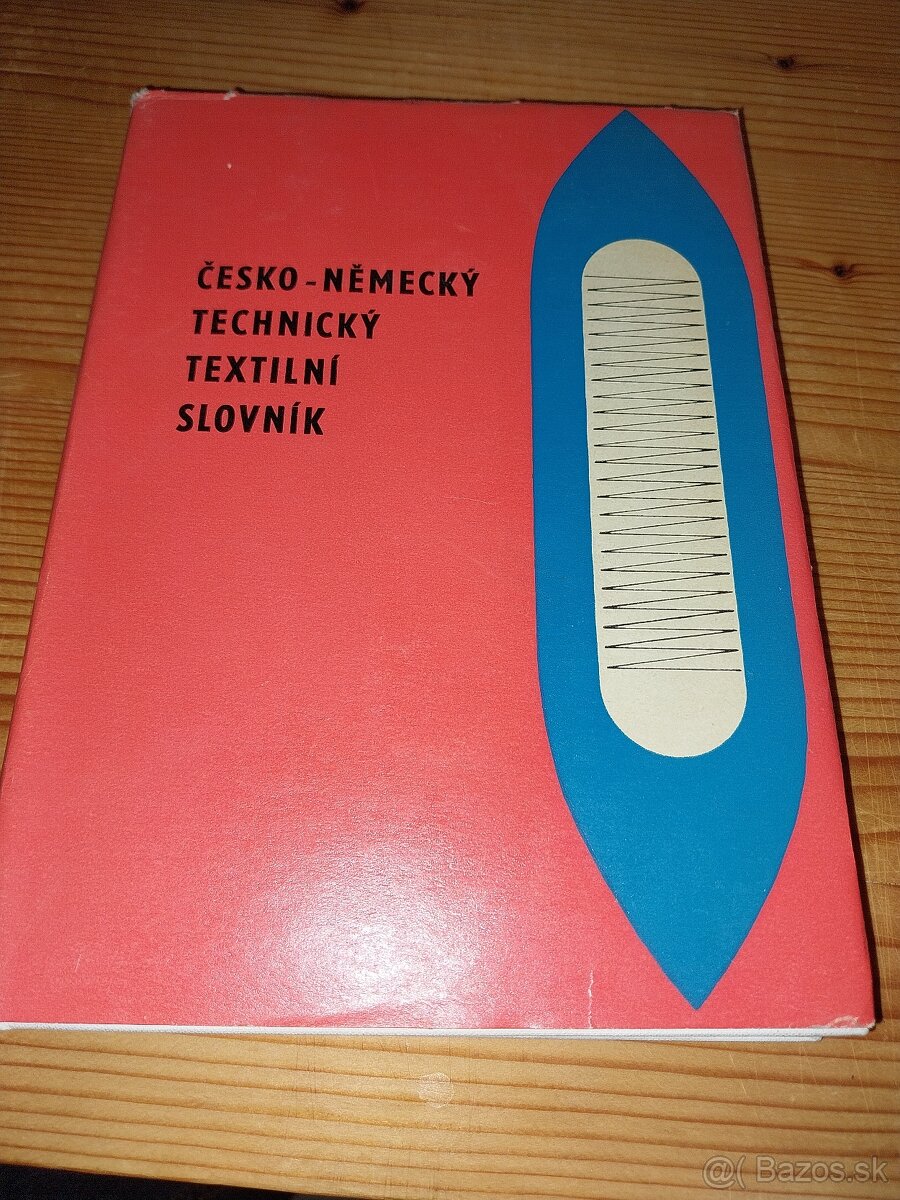 ČESKO-NĚMECKÝ
TECHNICKÝ
TEXTILNÍ
SLOVNÍK
@( Bazos.sk